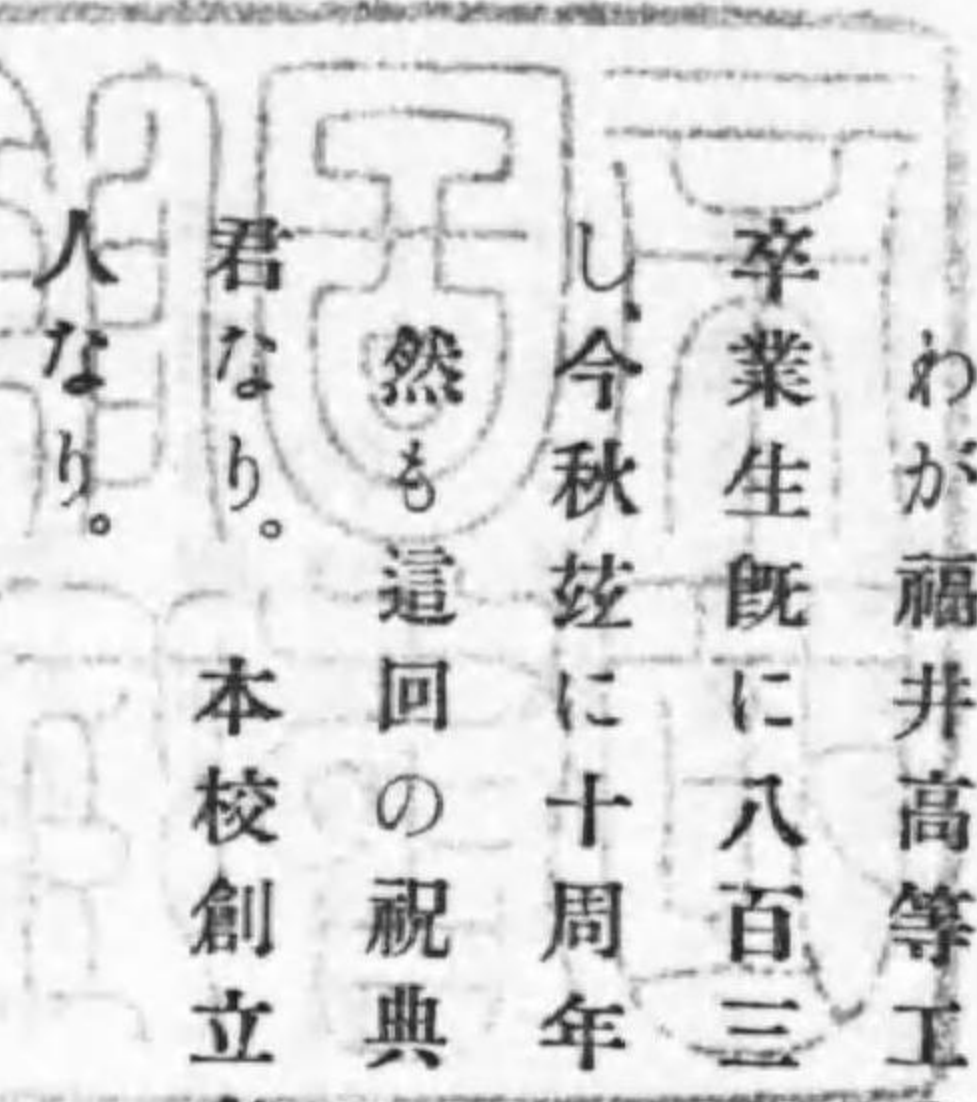 わが福井高等工
卒業生既に八百三
し、今秋玆に十周年
然も這回の祝典
君なり。本校創立
人なり。